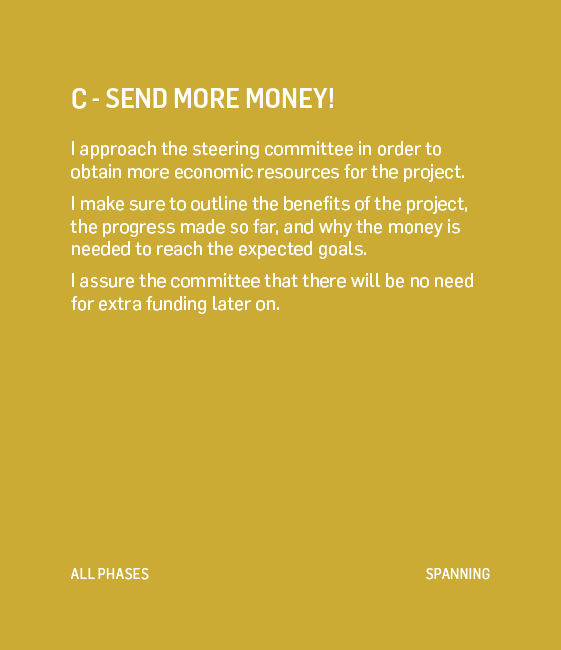 C - SEND MORE MONEY!
I approach the steering committee in order to
obtain more economic resources for the project.
I make sure to outline the benefits of the project,
the progress made so far, and why the money is
needed to reach the expected goals.
I assure the committee that there will be no need
for extra funding later on.
ALL PHASES
SPANNING